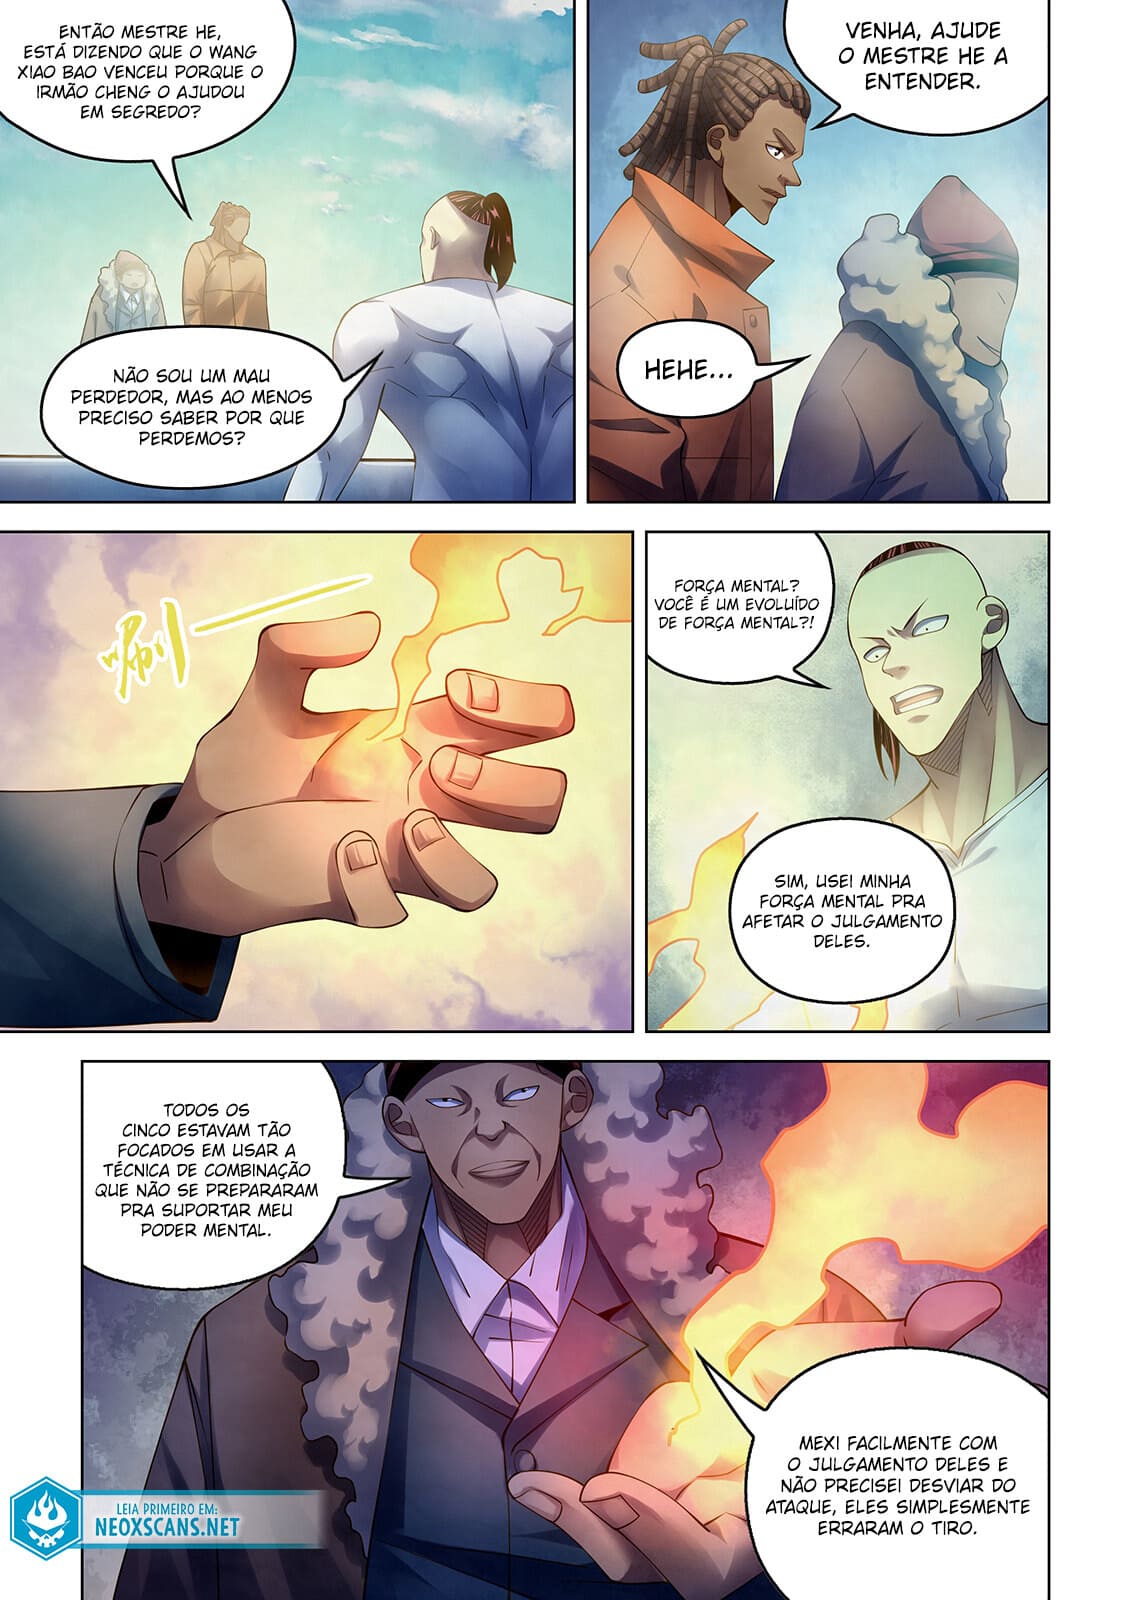 ENTÃO MESTRE HE,
ESTÁ DIZENDO QUE O WANG
XIAO BAO VENCEU PORQUE O
IRMÃO CHENG O AJUDOU
EM SEGREDO?
NÃO SOU UM MAU
PERDEDOR, MAS AO MENOS
PRECISO SABER POR QUE
PERDEMOS?
VENHA, AJUDE
O MESTRE HE A
ENTENDER.
HEHE...
唰
FORÇA MENTAL?
VOCÊ É UM EVOLUÍDO
DE FORÇA MENTAL?!
SIM, USEI MINHA
FORÇA MENTAL PRA
AFETAR O JULGAMENTO
DELES.
TODOS OS
CINCO ESTAVAM TÃO
FOCADOS EM USAR A
TÉCNICA DE COMBINAÇÃO
QUE NÃO SE PREPARARAM
PRA SUPORTAR MEU
PODER MENTAL.
MEXI FACILMENTE COM
O JULGAMENTO DELES E
NÃO PRECISEI DESVIAR DO
ATAQUE, ELES SIMPLESMENTE
ERRARAM O TIRO.
LEIA PRIMEIRO EM:
NEOXSCANS.NET